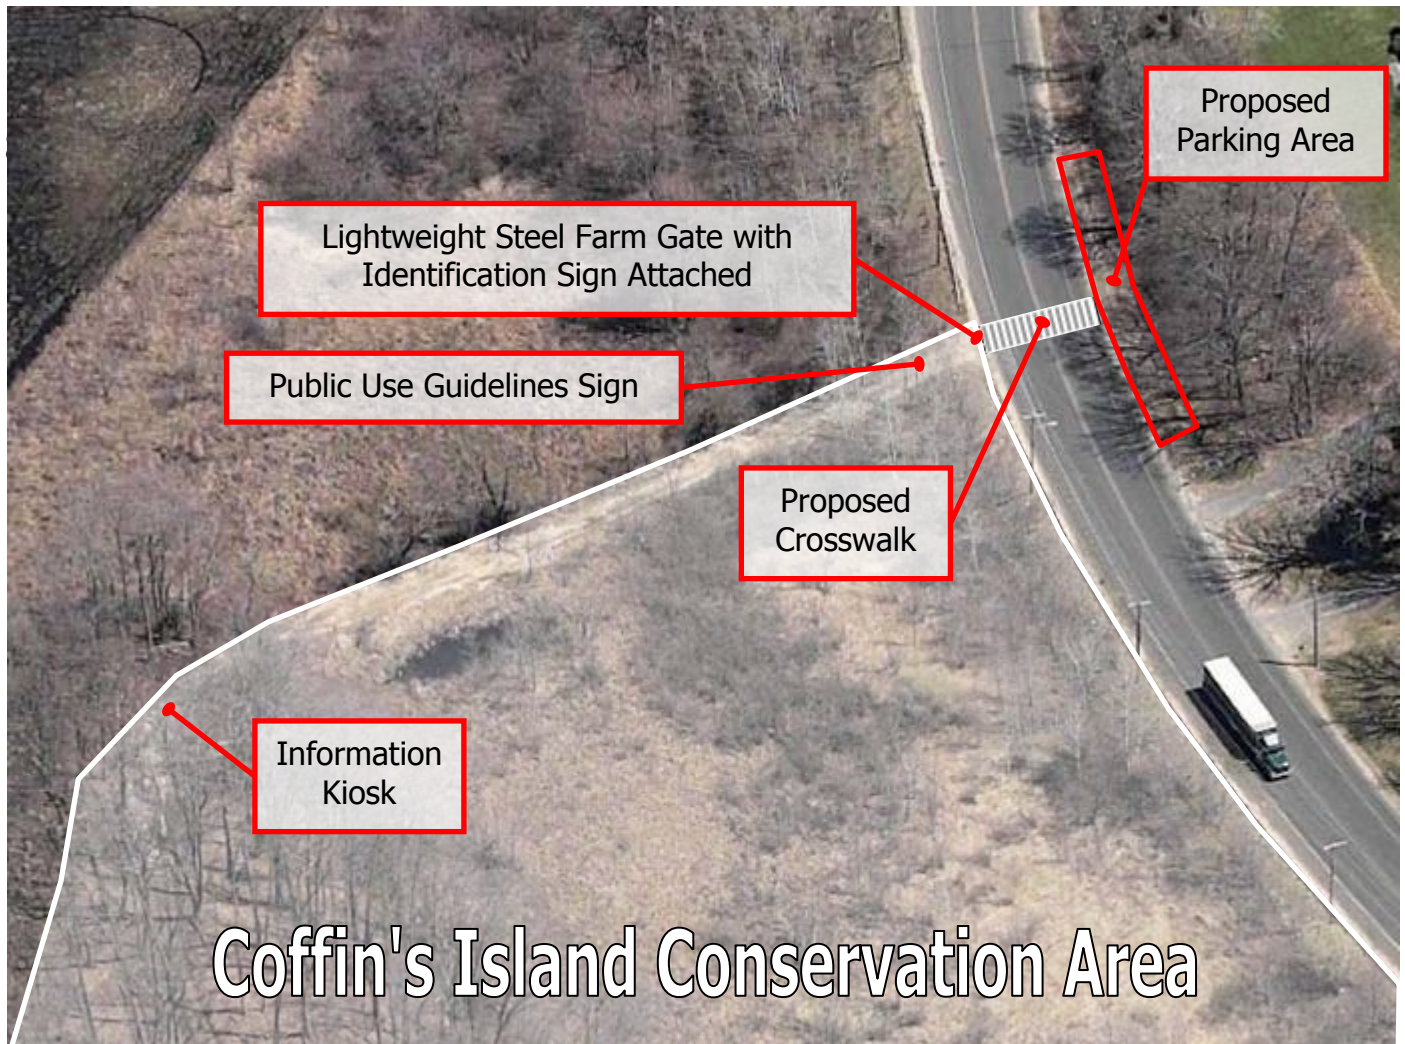 Proposed
Parking Area
Lightweight Steel Farm Gate with
Identification Sign Attached
Public Use Guidelines Sign
Proposed
Crosswalk
Information
Kiosk
Coffin's Island Conservation Area